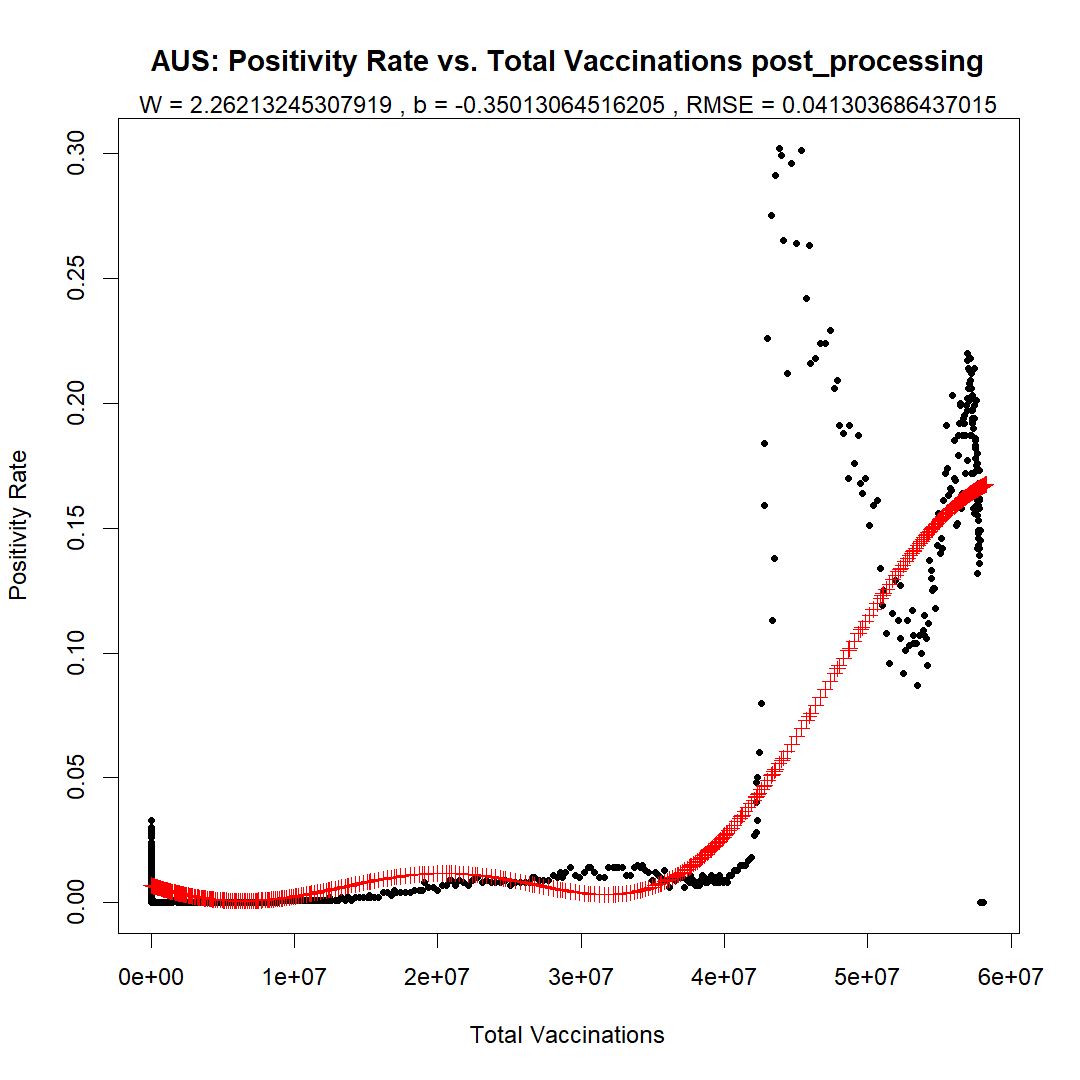 AUS: Positivity Rate vs. Total Vaccinations post_processing
W = 2.26213245307919 , b = -0.35013064516205 , RMSE = 0.041303686437015
0.30
0.25
0.20
0.15
0.10
0.05
0.00
Positivity Rate
0e+00 1e+07 2e+07 3e+07 4e+07 5e+07 6e+07
Total Vaccinations